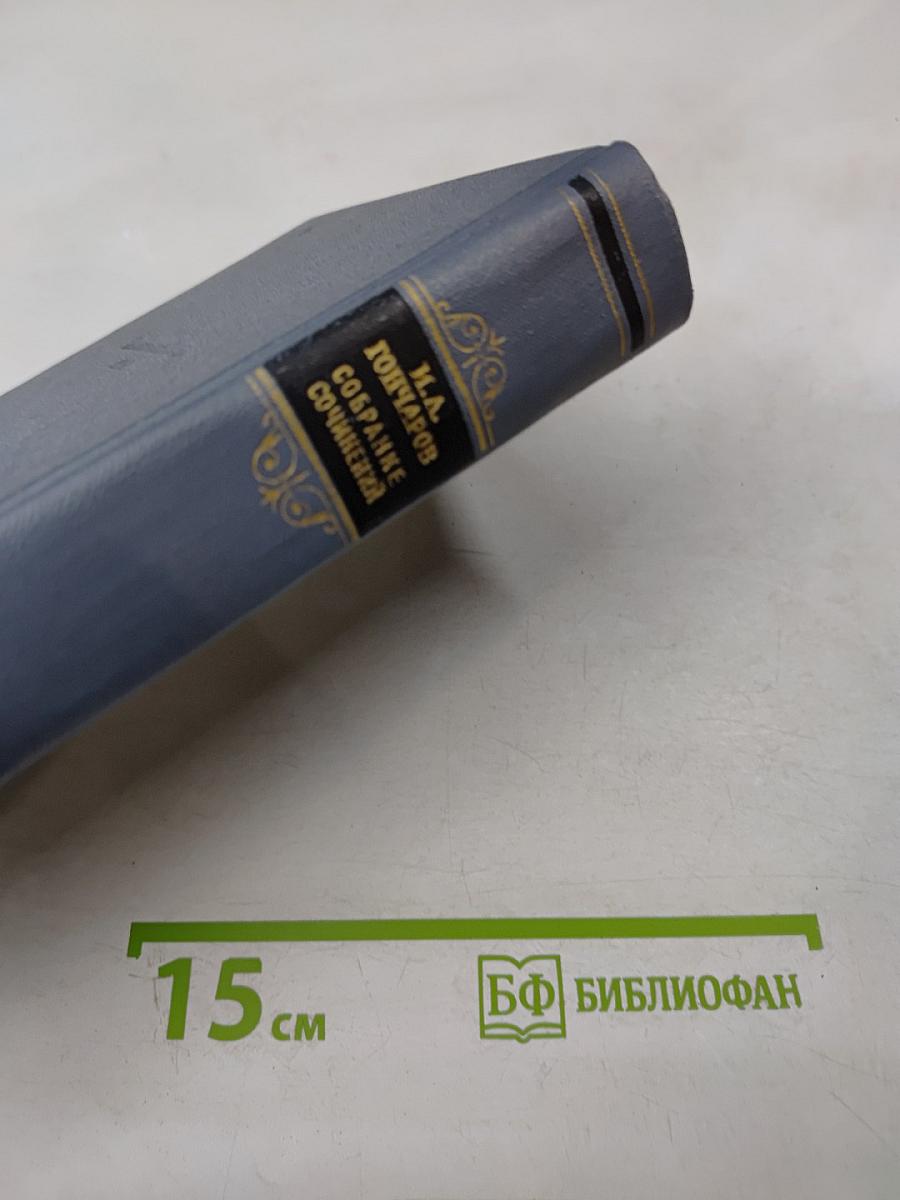 И.А.
ГОНЧАРОВ
СОБРАНИЕ
СОЧИНЕНИЙ
15 см
БФ БИБЛИОФАН